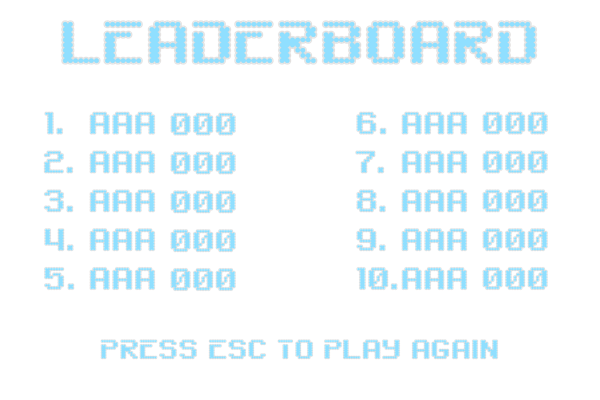 LEADERBOARD
1. AAA 000
2. AAA 000
3. AAA 000
4. AAA 000
5. AAA 000
6. AAA 000
7. AAA 000
8. AAA 000
9. AAA 000
10.AAA 000
PRESS ESC TO PLAY AGAIN